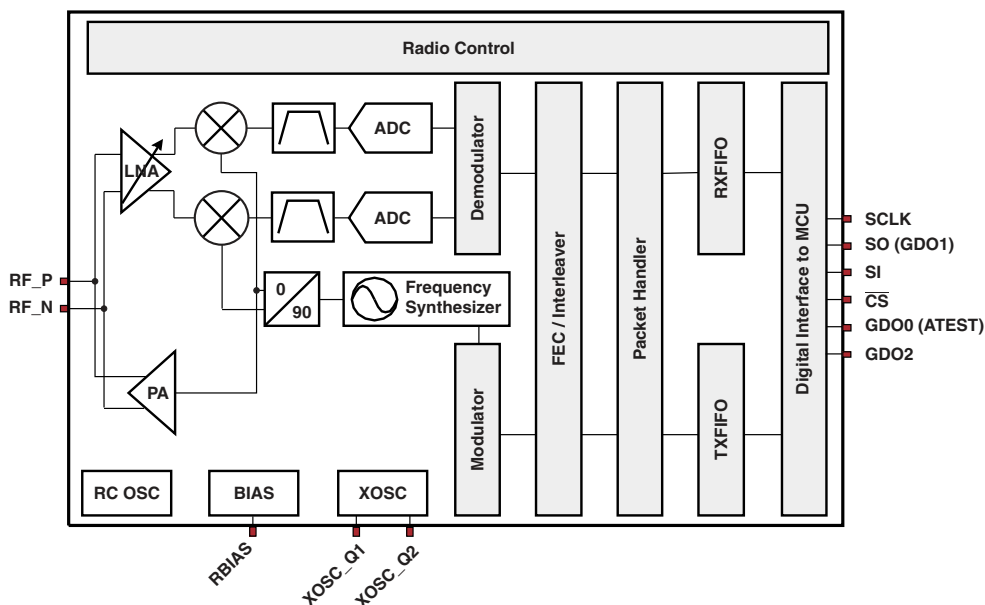 Radio Control
LNA
ADC
ADC
0
90
Frequency
Synthesizer
PA
Demodulator
Modulator
FEC / Interleaver
Packet Handler
RXFIFO
TXFIFO
Digital Interface to MCU
RF_P
RF_N
SCLK
SO (GDO1)
SI
CS
GDO0 (ATEST)
GDO2
RC OSC
BIAS
XOSC
RBIAS
XOSC_Q1
XOSC_Q2